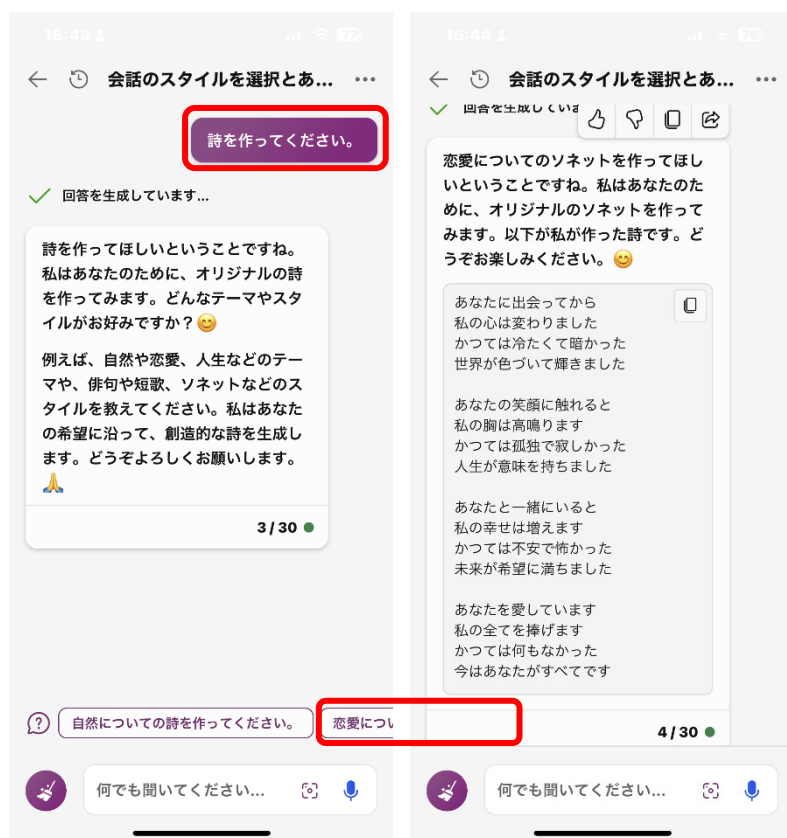 16:43
77
会話のスタイルを選択とあ...
詩を作ってください。
回答を生成しています...
詩を作ってほしいということですね。
私はあなたのために、オリジナルの詩
を作ってみます。どんなテーマやスタ
イルがお好みですか？😊
例えば、自然や恋愛、人生などのテー
マや、俳句や短歌、ソネットなどのス
タイルを教えてください。私はあなた
の希望に沿って、創造的な詩を生成し
ます。どうぞよろしくお願いします。
🙏
3 / 30
自然についての詩を作ってください。
恋愛につい
何でも聞いてください...
16:44
76
会話のスタイルを選択とあ...
回答を生成してい
恋愛についてのソネットを作ってほし
いということですね。私はあなたのた
めに、オリジナルのソネットを作って
みます。以下が私が作った詩です。ど
うぞお楽しみください。😊
あなたに出会ってから
私の心は変わりました
かつては冷たくて暗かった
世界が色づいて輝きました
あなたの笑顔に触れると
私の胸は高鳴ります
かつては孤独で寂しかった
人生が意味を持ちました
あなたと一緒にいると
私の幸せは増えます
かつては不安で怖かった
未来が希望に満ちました
あなたを愛しています
私の全てを捧げます
かつては何もなかった
今はあなたがすべてです
4 / 30
何でも聞いてください...